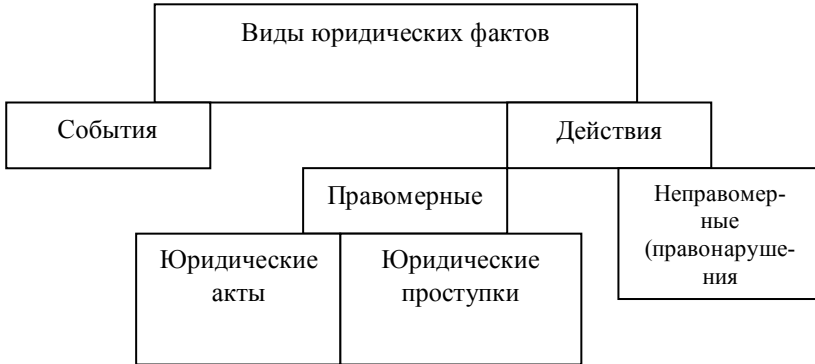 Виды юридических фактов
События
Действия
Правомерные
Неправомер-
ные
(правонаруше-
ния
Юридические
акты
Юридические
проступки